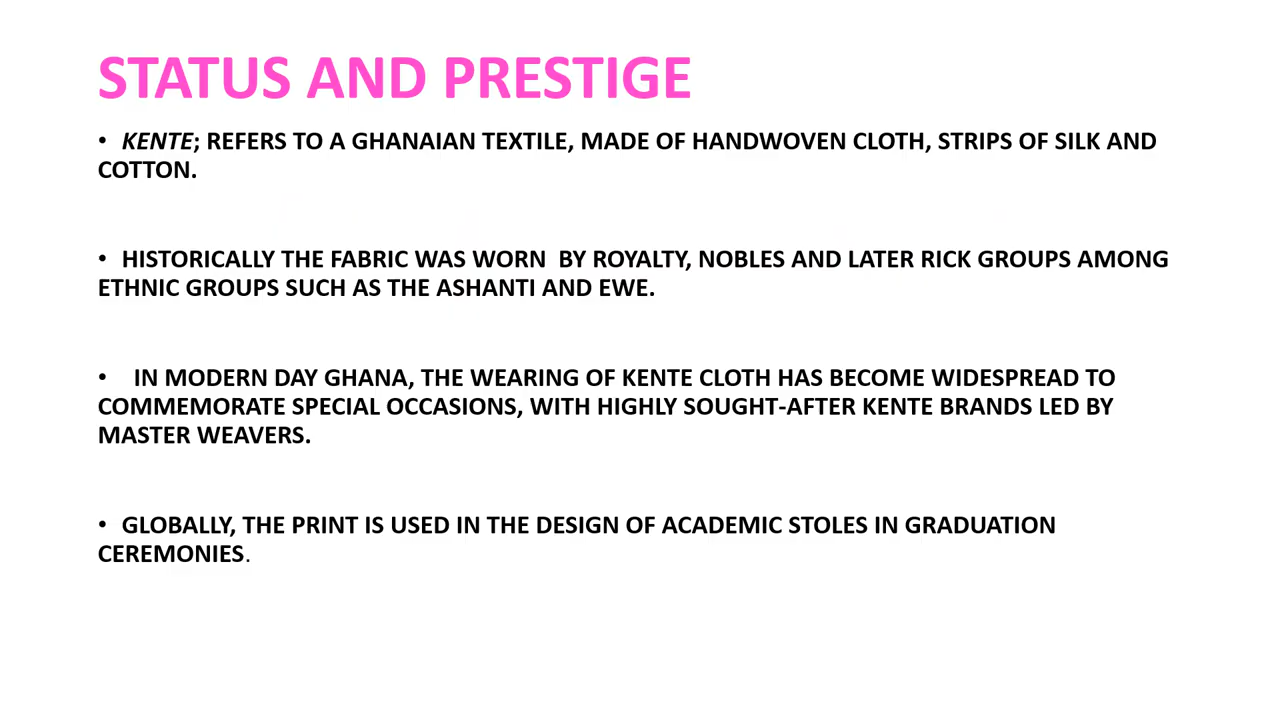 STATUS AND PRESTIGE
• KENTE; REFERS TO A GHANAIAN TEXTILE, MADE OF HANDWOVEN CLOTH, STRIPS OF SILK AND
COTTON.
• HISTORICALLY THE FABRIC WAS WORN  BY ROYALTY, NOBLES AND LATER RICK GROUPS AMONG
ETHNIC GROUPS SUCH AS THE ASHANTI AND EWE.
• IN MODERN DAY GHANA, THE WEARING OF KENTE CLOTH HAS BECOME WIDESPREAD TO
COMMEMORATE SPECIAL OCCASIONS, WITH HIGHLY SOUGHT-AFTER KENTE BRANDS LED BY
MASTER WEAVERS.
• GLOBALLY, THE PRINT IS USED IN THE DESIGN OF ACADEMIC STOLES IN GRADUATION
CEREMONIES.